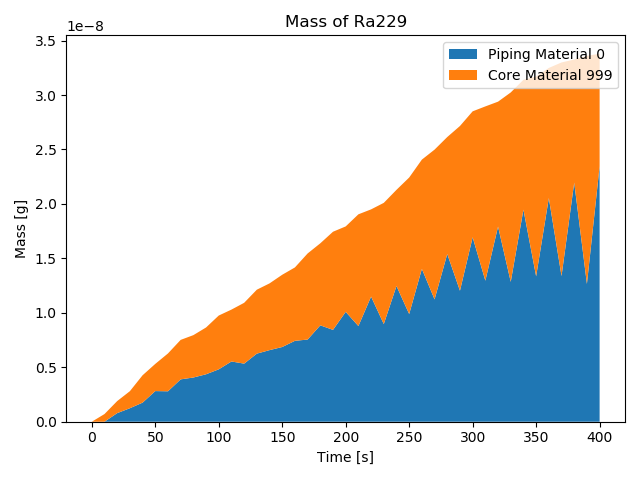 Mass of Ra229
1e−8
3.5
3.0
2.5
2.0
1.5
1.0
0.5
0.0
Mass [g]
Piping Material 0
Core Material 999
0 50 100 150 200 250 300 350 400
Time [s]